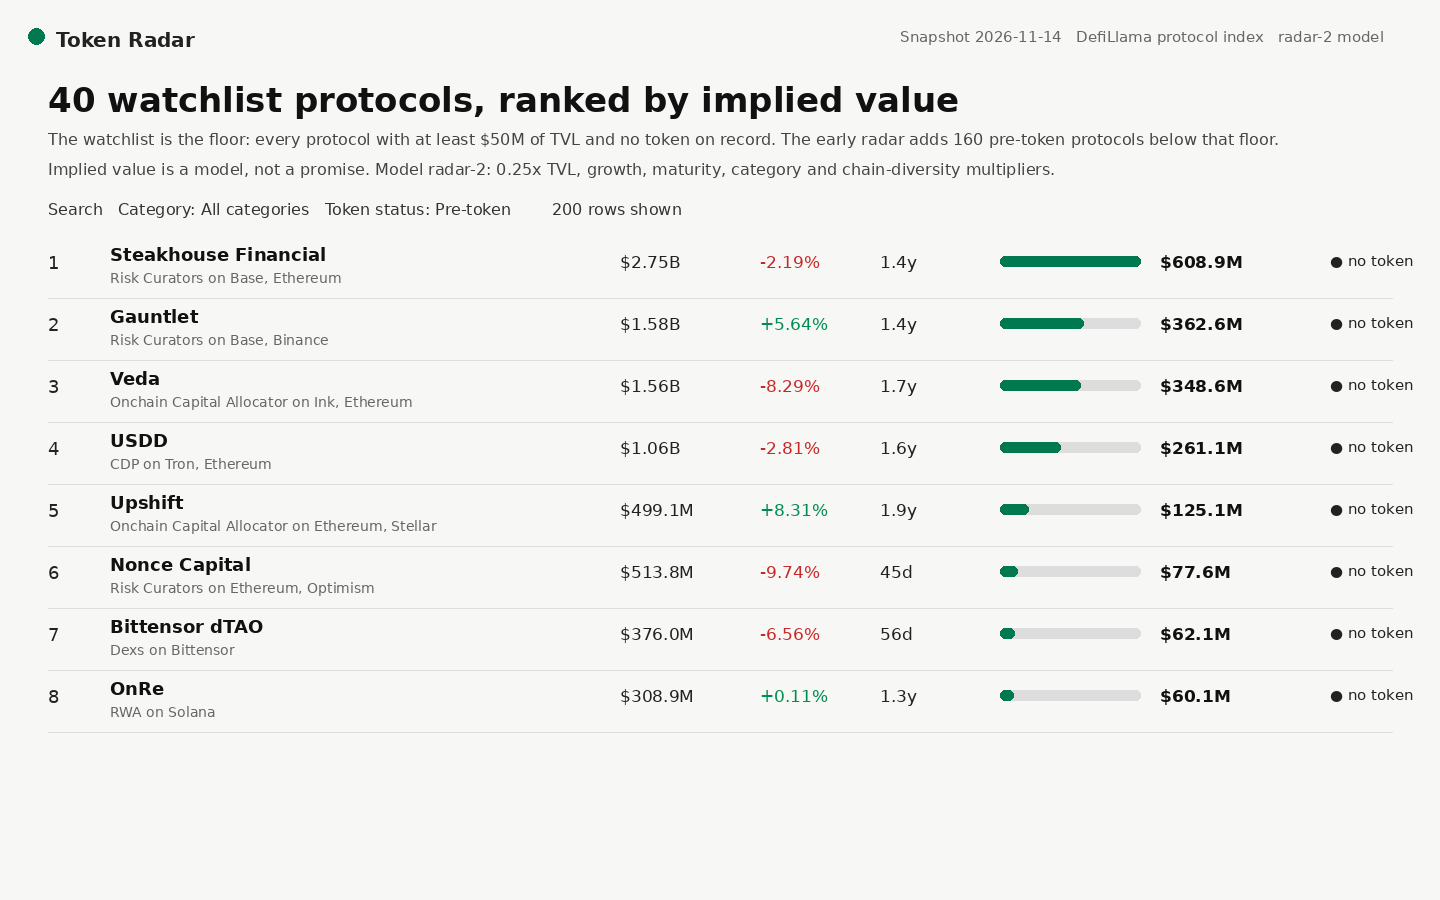 Token Radar
Snapshot 2026-11-14 DefiLlama protocol index radar-2 model
40 watchlist protocols, ranked by implied value
The watchlist is the floor: every protocol with at least $50M of TVL and no token on record. The early radar adds 160 pre-token protocols below that floor.
Implied value is a model, not a promise. Model radar-2: 0.25x TVL, growth, maturity, category and chain-diversity multipliers.
Search Category: All categories Token status: Pre-token 200 rows shown
1 Steakhouse Financial $2.75B -2.19% 1.4y $608.9M no token
Risk Curators on Base, Ethereum
2 Gauntlet $1.58B +5.64% 1.4y $362.6M no token
Risk Curators on Base, Binance
3 Veda $1.56B -8.29% 1.7y $348.6M no token
Onchain Capital Allocator on Ink, Ethereum
4 USDD $1.06B -2.81% 1.6y $261.1M no token
CDP on Tron, Ethereum
5 Upshift $499.1M +8.31% 1.9y $125.1M no token
Onchain Capital Allocator on Ethereum, Stellar
6 Nonce Capital $513.8M -9.74% 45d $77.6M no token
Risk Curators on Ethereum, Optimism
7 Bittensor dTAO $376.0M -6.56% 56d $62.1M no token
Dexs on Bittensor
8 OnRe $308.9M +0.11% 1.3y $60.1M no token
RWA on Solana